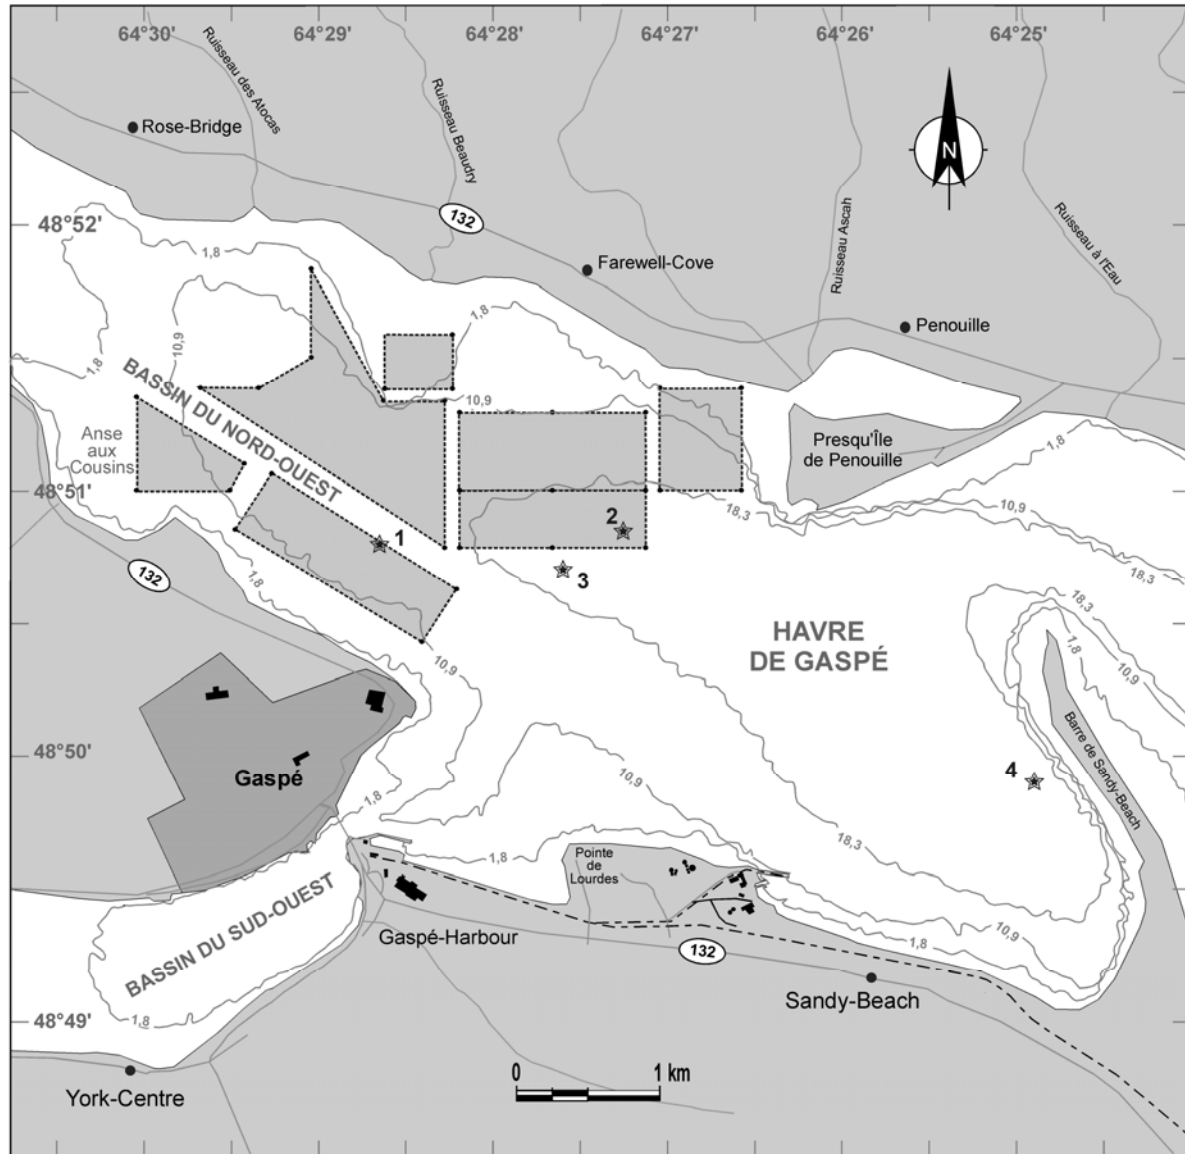 64°30' 64°29' 64°28' 64°27' 64°26' 64°25'
Ruisseau des Atocas
Ruisseau Beaudry
Rose-Bridge
N
Ruisseau Ascah
Ruisseau à l'Eau
48°52'
132
1,8
Farewell-Cove
1,8
Penouille
10,9
1,8
BASSIN DU NORD-OUEST
10,9
Anse
aux
Cousins
Presqu'Île
de Penouille
1,8
48°51'
18,3
10,9
2
1
3
18,3
132
1,8
18,3
HAVRE
DE GASPÉ
1,8
10,9
10,9
Barre de Sandy-Beach
48°50'
Gaspé
10,9
4
1,8
18,3
Pointe
de
Lourdes
1,8
BASSIN DU SUD-OUEST
Gaspé-Harbour
132
1,8
10,9
Sandy-Beach
48°49'
1,8
0 1 km
York-Centre